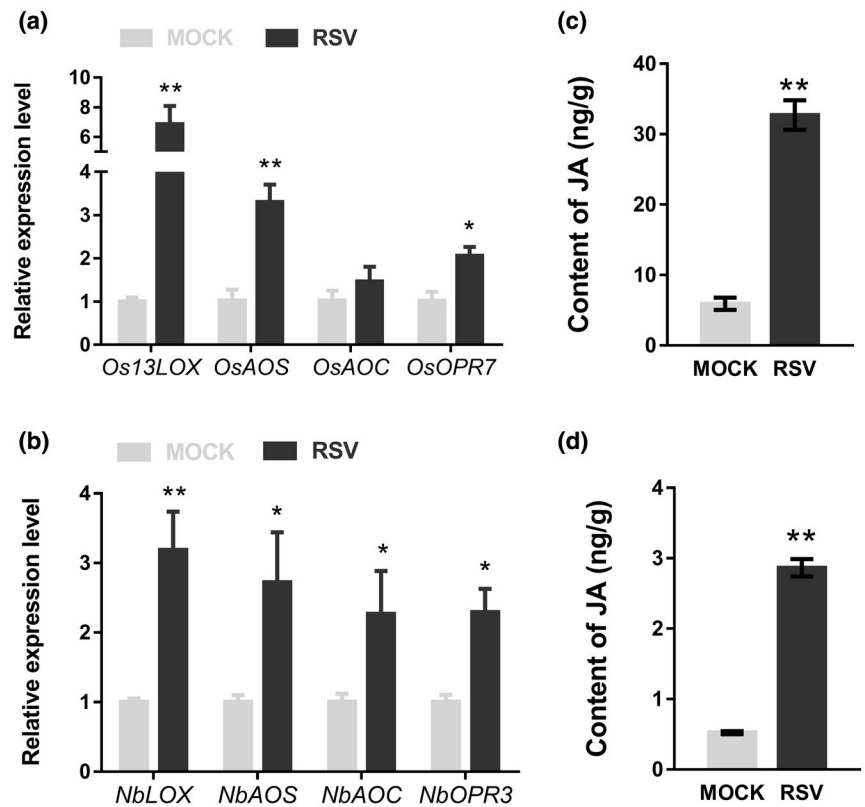 (a)
MOCK RSV
Relative expression level
10
8
6
4
3
2
1
0
** ** *
Os13LOX OsAOS OsAOC OsOPR7
(c)
Content of JA (ng/g)
40
30
20
10
0
**
MOCK RSV
(b)
MOCK RSV
Relative expression level
4
3
2
1
0
** * * *
NbLOX NbAOS NbAOC NbOPR3
(d)
Content of JA (ng/g)
4
3
2
1
0
**
MOCK RSV